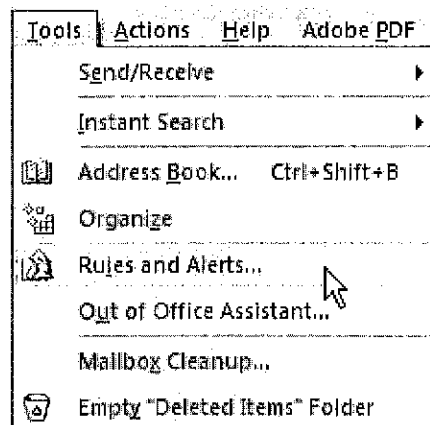 Tools Actions Help Adobe PDF
Send/Receive
Instant Search
Address Book... Ctrl+Shift+B
Organize
Rules and Alerts...
Out of Office Assistant...
Mailbox Cleanup...
Empty "Deleted Items" Folder